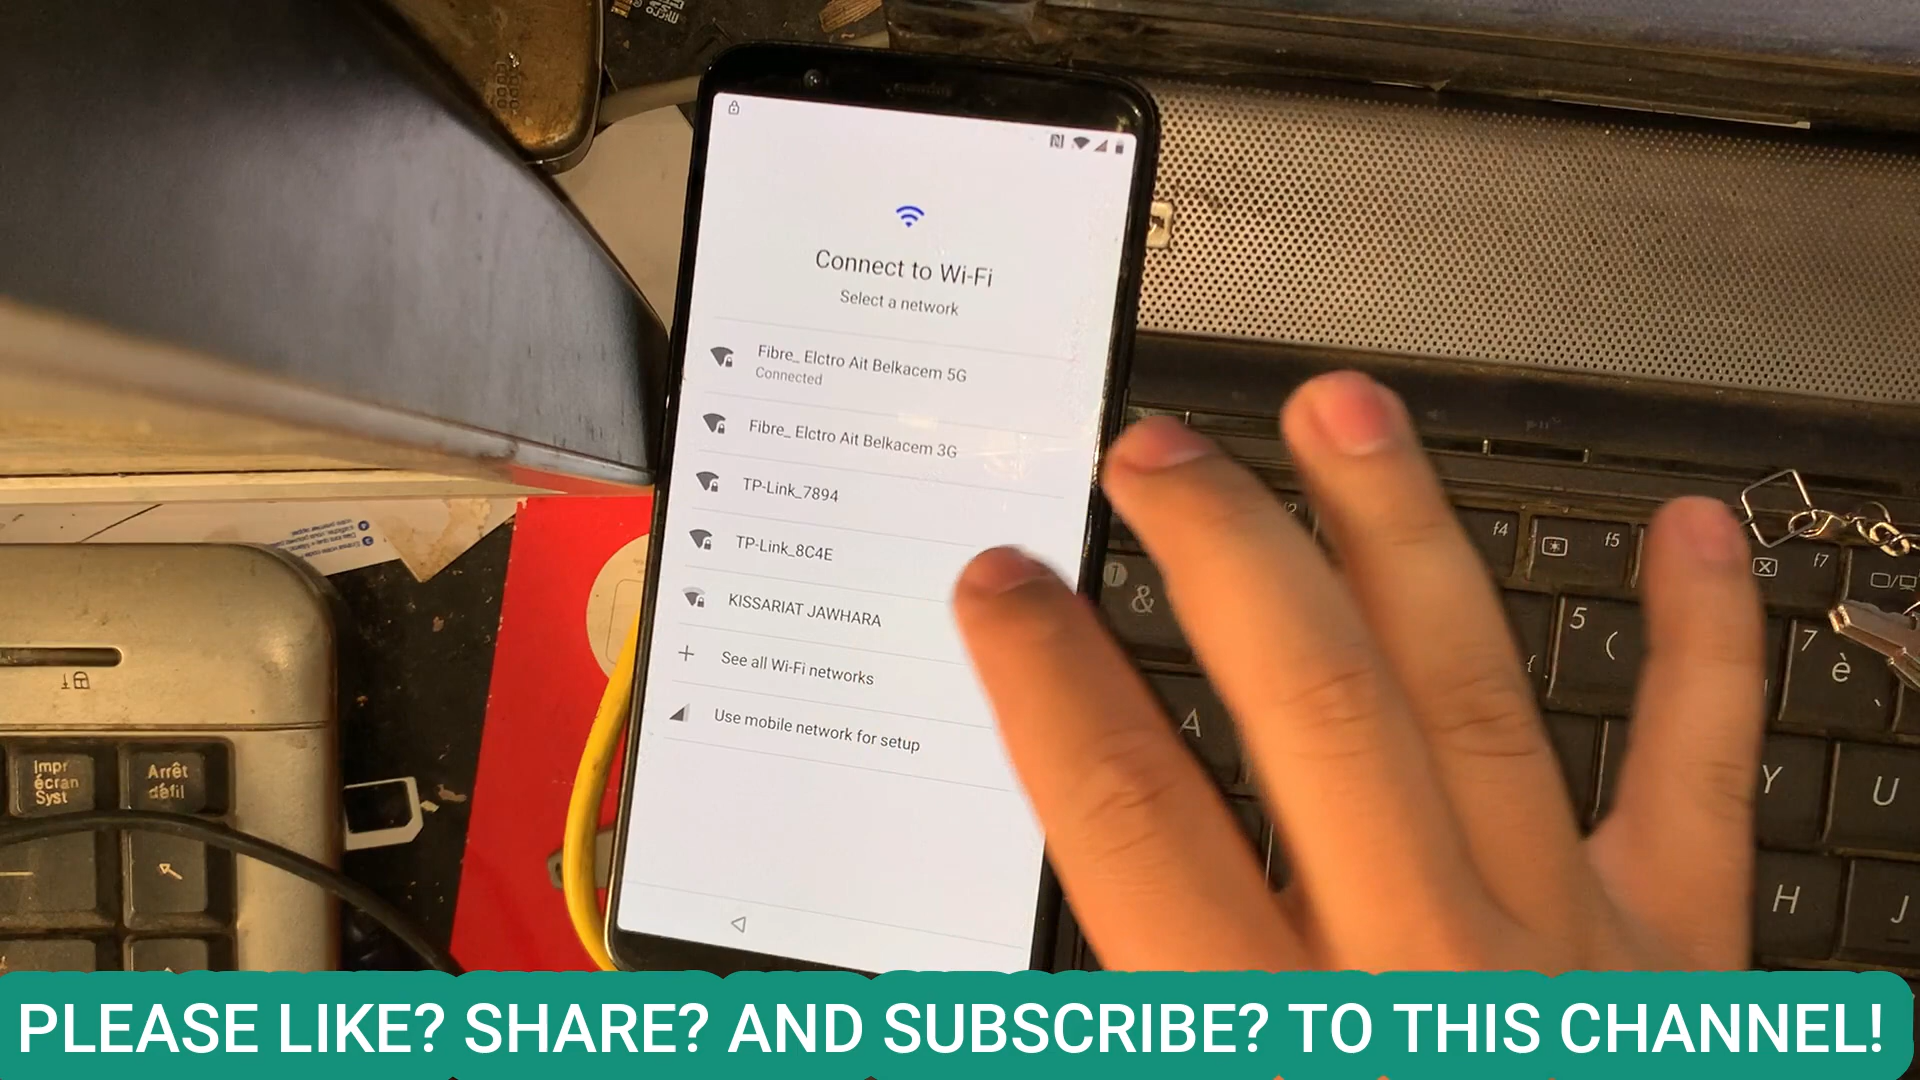 Connect to Wi-Fi
Select a network
Fibre_ Elctro Ait Belkacem 5G
Connected
Fibre_ Elctro Ait Belkacem 3G
TP-Link_7894
TP-Link_8C4E
KISSARIAT JAWHARA
See all Wi-Fi networks
Use mobile network for setup
f4
f5
f7
&
5
(
7
è
A
Y
U
H
J
Impr
écran
Syst
Arrêt
défil
PLEASE LIKE? SHARE? AND SUBSCRIBE? TO THIS CHANNEL!